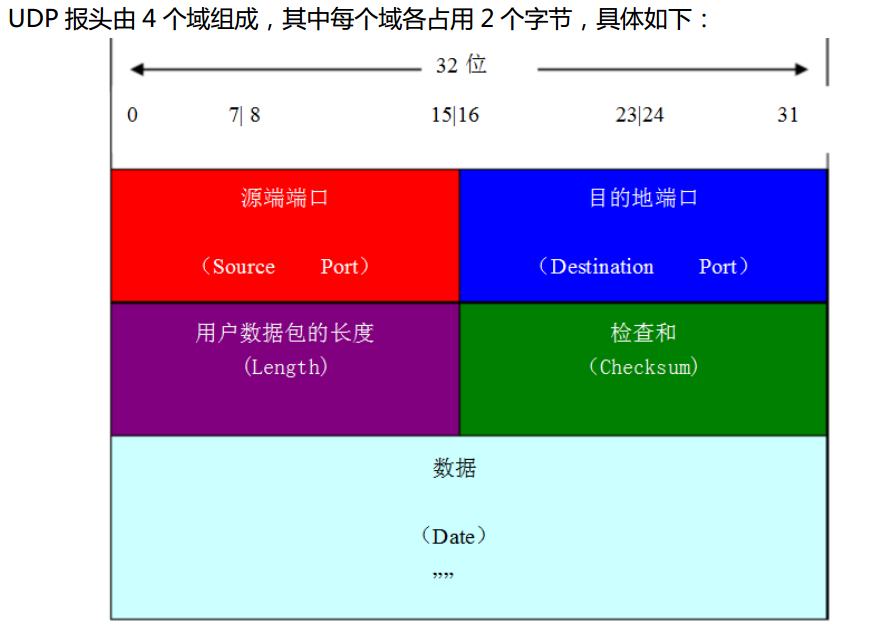 UDP 报头由 4 个域组成，其中每个域各占用 2 个字节，具体如下：
32 位
0 7| 8 15|16 23|24 31
源端端口 目的地端口
（Source Port） （Destination Port）
用户数据包的长度 检查和
(Length) （Checksum）
数据
（Date）
””